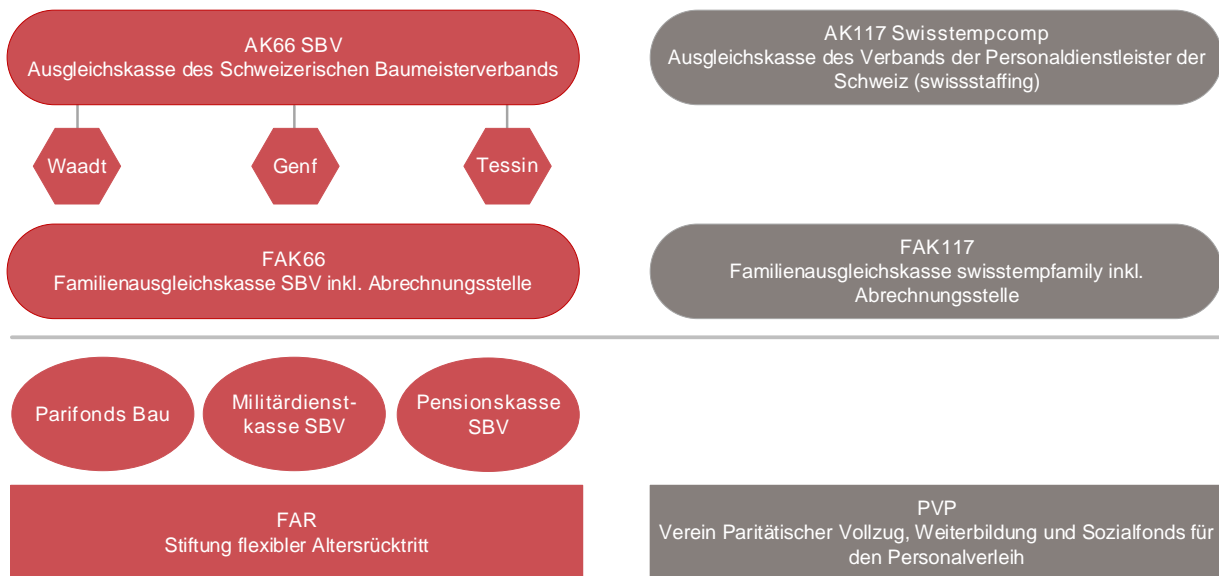 AK66 SBV
Ausgleichskasse des Schweizerischen Baumeisterverbands
AK117 Swisstempcomp
Ausgleichskasse des Verbands der Personaldienstleister der
Schweiz (swissstaffing)
Waadt
Genf
Tessin
FAK66
Familienausgleichskasse SBV inkl. Abrechnungsstelle
FAK117
Familienausgleichskasse swisstempfamily inkl.
Abrechnungsstelle
Parifonds Bau
Militärdienst-
kasse SBV
Pensionskasse
SBV
FAR
Stiftung flexibler Altersrücktritt
PVP
Verein Paritätischer Vollzug, Weiterbildung und Sozialfonds für
den Personalverleih